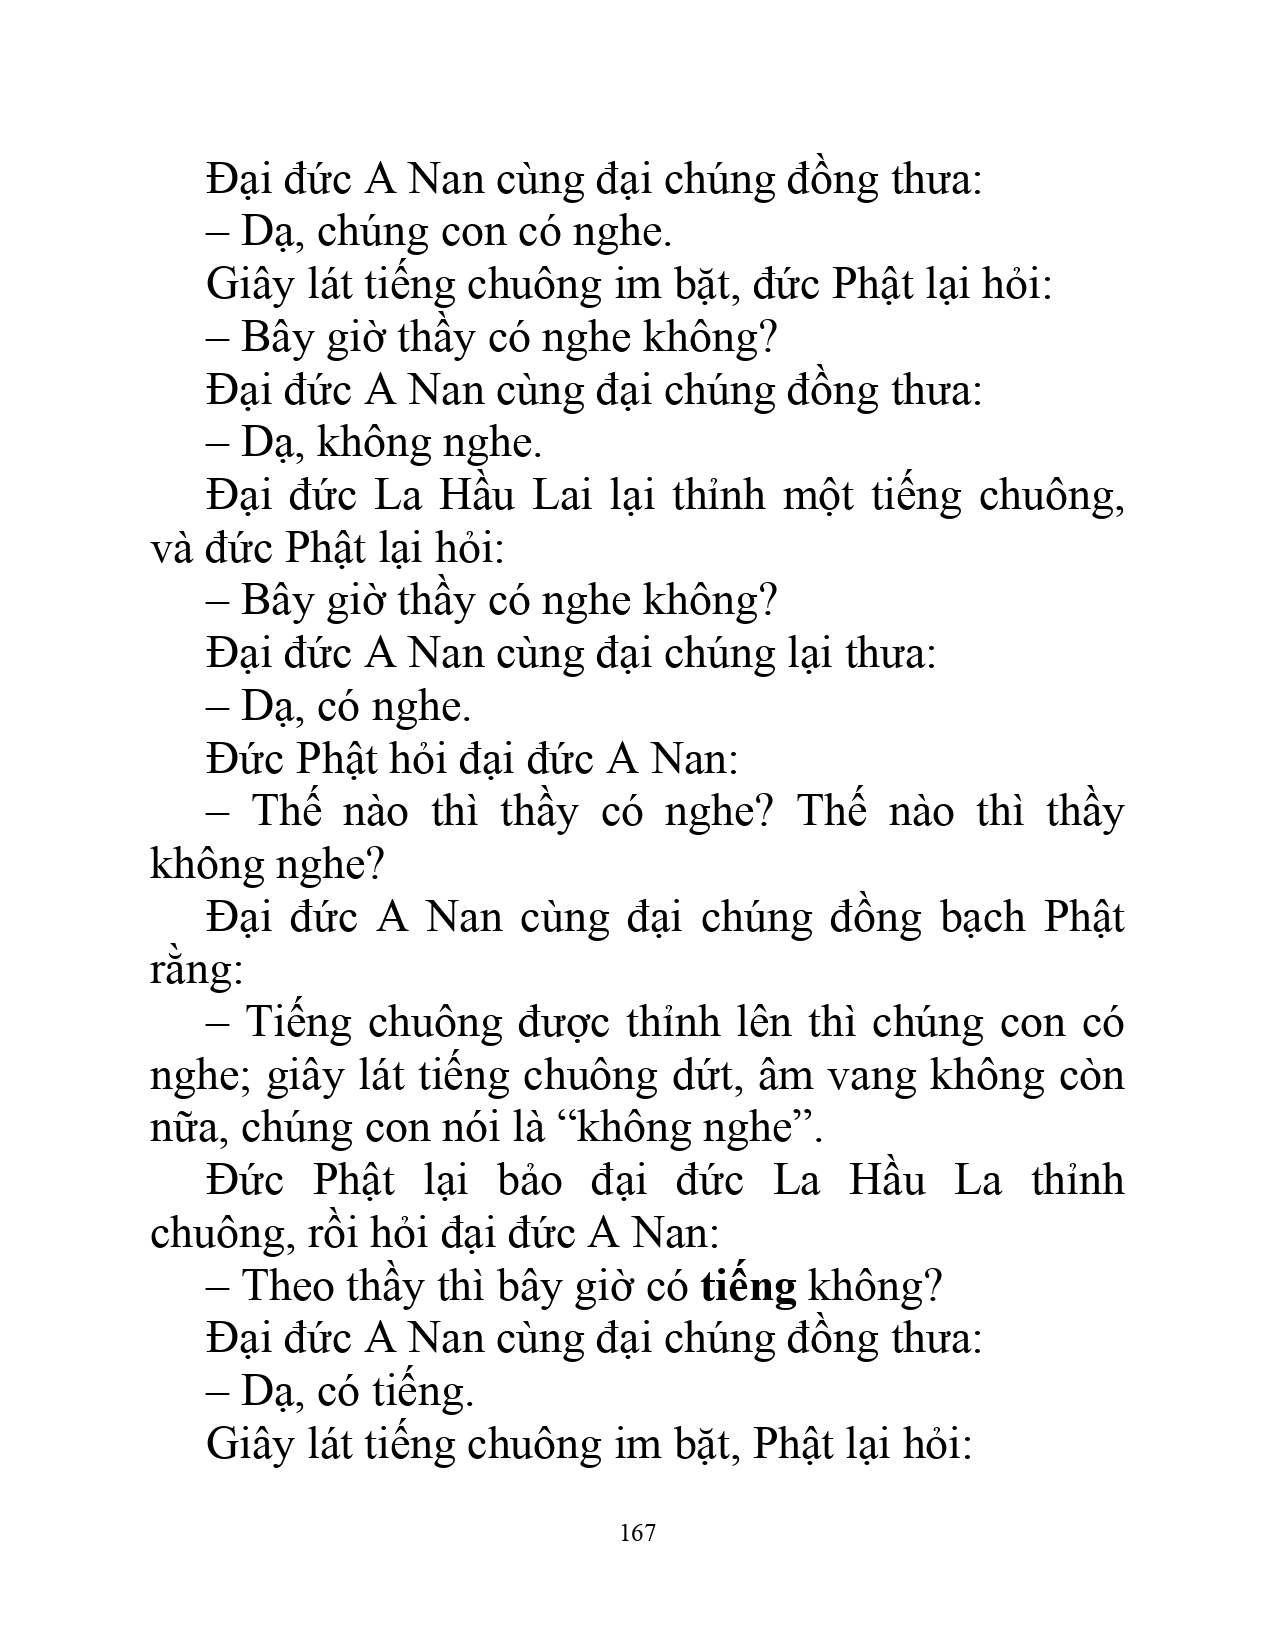 Đại đức A Nan cùng đại chúng đồng thưa:
– Dạ, chúng con có nghe.
Giây lát tiếng chuông im bặt, đức Phật lại hỏi:
– Bây giờ thầy có nghe không?
Đại đức A Nan cùng đại chúng đồng thưa:
– Dạ, không nghe.
Đại đức La Hầu Lai lại thỉnh một tiếng chuông,
và đức Phật lại hỏi:
– Bây giờ thầy có nghe không?
Đại đức A Nan cùng đại chúng lại thưa:
– Dạ, có nghe.
Đức Phật hỏi đại đức A Nan:
– Thế nào thì thầy có nghe? Thế nào thì thầy
không nghe?
Đại đức A Nan cùng đại chúng đồng bạch Phật
rằng:
– Tiếng chuông được thỉnh lên thì chúng con có
nghe; giây lát tiếng chuông dứt, âm vang không còn
nữa, chúng con nói là “không nghe”.
Đức Phật lại bảo đại đức La Hầu La thỉnh
chuông, rồi hỏi đại đức A Nan:
– Theo thầy thì bây giờ có tiếng không?
Đại đức A Nan cùng đại chúng đồng thưa:
– Dạ, có tiếng.
Giây lát tiếng chuông im bặt, Phật lại hỏi:
167